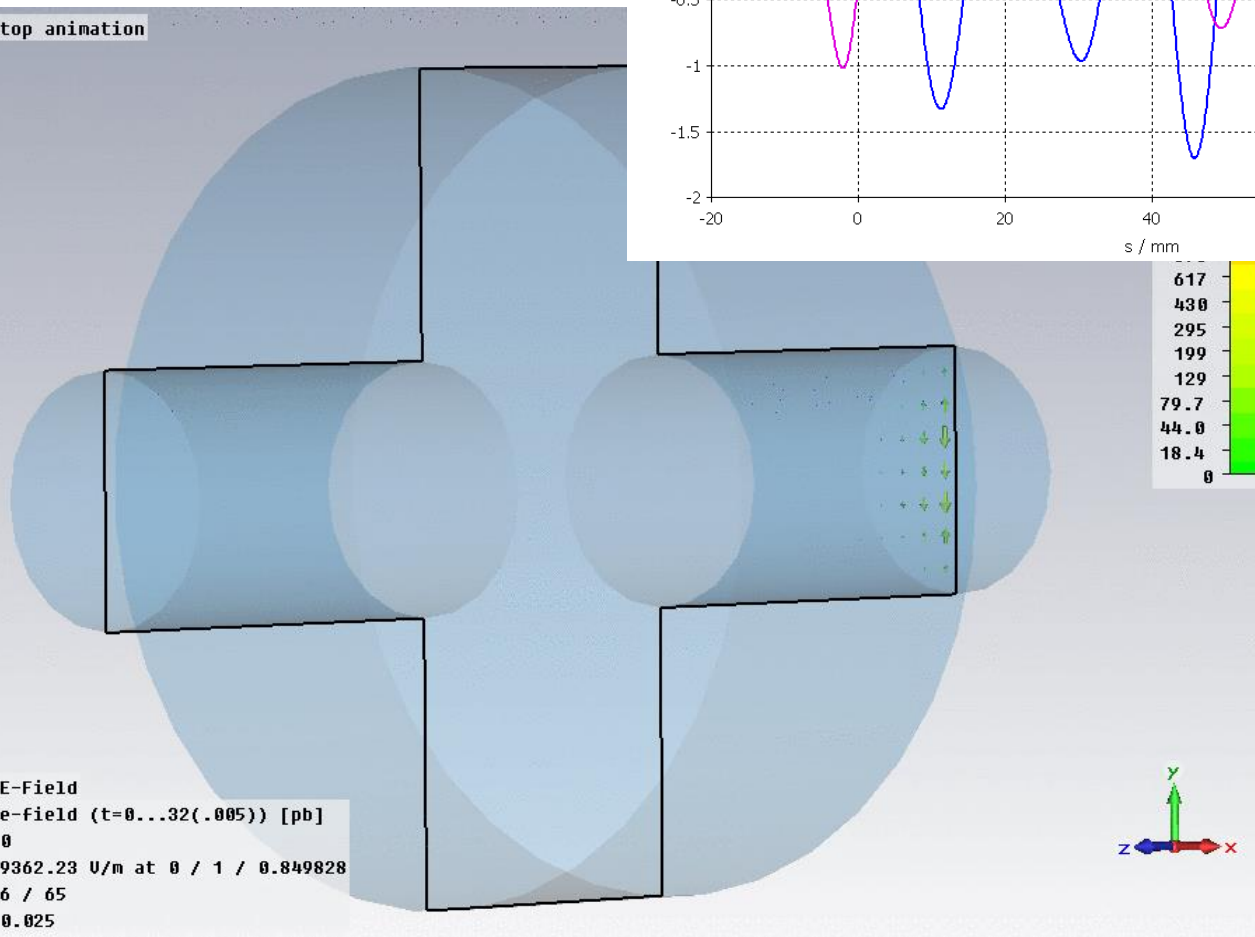 top animation
-0.5
-1
-1.5
-2
-20 0 20 40
s / mm
617
430
295
199
129
79.7
44.0
18.4
0
E-Field
e-field (t=0...32(.005)) [pb]
0
9362.23 V/m at 0 / 1 / 0.849828
6 / 65
0.025
y
z x